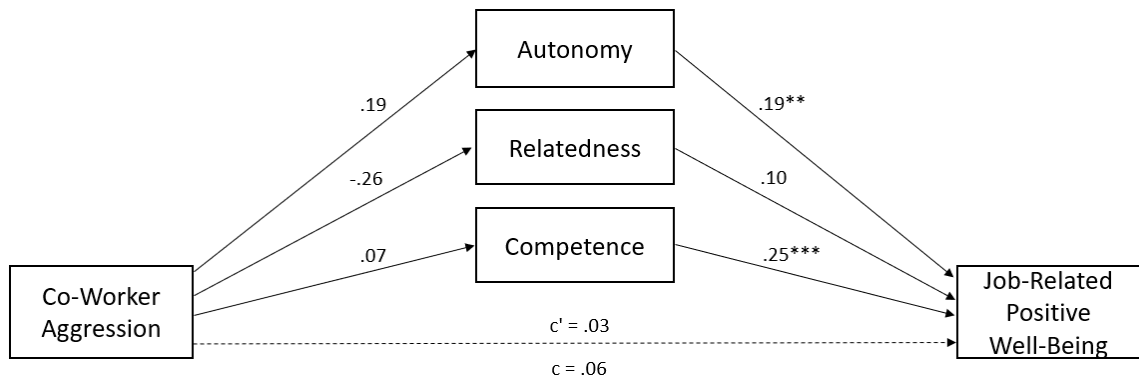 Autonomy
.19
.19**
Relatedness
-.26
.10
Competence
.07
.25***
Co-Worker
Aggression
Job-Related
Positive
Well-Being
c' = .03
c = .06